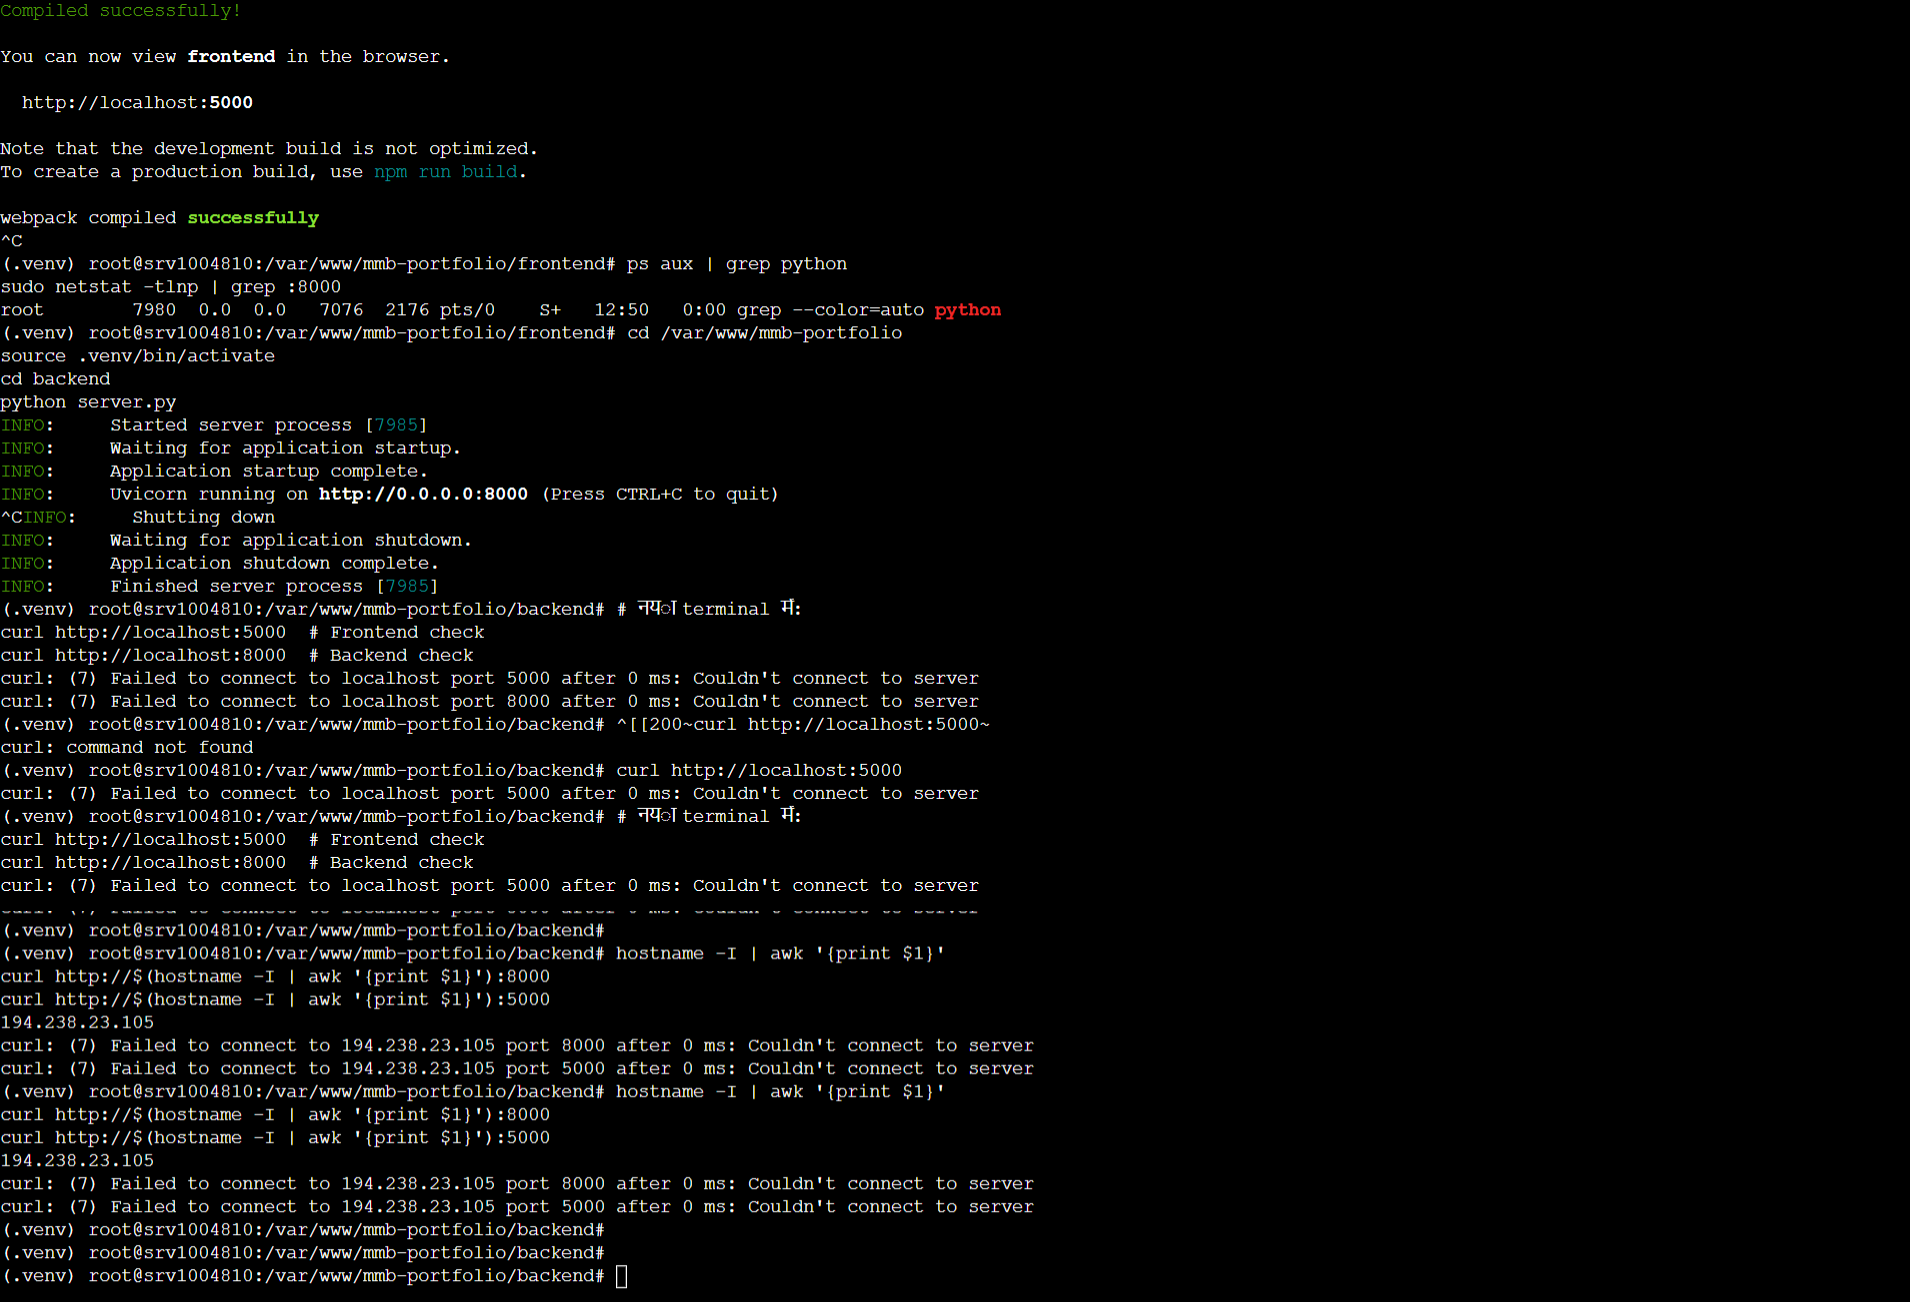 Compiled successfully!
You can now view frontend in the browser.
http://localhost:5000
Note that the development build is not optimized.
To create a production build, use npm run build.
webpack compiled successfully
^C
(.venv) root@srv1004810:/var/www/mmb-portfolio/frontend# ps aux | grep python
sudo netstat -tlnp | grep :8000
root        7980  0.0  0.0   7076  2176 pts/0    S+   12:50   0:00 grep --color=auto python
(.venv) root@srv1004810:/var/www/mmb-portfolio/frontend# cd /var/www/mmb-portfolio
source .venv/bin/activate
cd backend
python server.py
INFO:     Started server process [7985]
INFO:     Waiting for application startup.
INFO:     Application startup complete.
INFO:     Uvicorn running on http://0.0.0.0:8000 (Press CTRL+C to quit)
^CINFO:     Shutting down
INFO:     Waiting for application shutdown.
INFO:     Application shutdown complete.
INFO:     Finished server process [7985]
(.venv) root@srv1004810:/var/www/mmb-portfolio/backend# # नया terminal में:
curl http://localhost:5000  # Frontend check
curl http://localhost:8000  # Backend check
curl: (7) Failed to connect to localhost port 5000 after 0 ms: Couldn't connect to server
curl: (7) Failed to connect to localhost port 8000 after 0 ms: Couldn't connect to server
(.venv) root@srv1004810:/var/www/mmb-portfolio/backend# ^[[200~curl http://localhost:5000~
curl: command not found
(.venv) root@srv1004810:/var/www/mmb-portfolio/backend# curl http://localhost:5000
curl: (7) Failed to connect to localhost port 5000 after 0 ms: Couldn't connect to server
(.venv) root@srv1004810:/var/www/mmb-portfolio/backend# # नया terminal में:
curl http://localhost:5000  # Frontend check
curl http://localhost:8000  # Backend check
curl: (7) Failed to connect to localhost port 5000 after 0 ms: Couldn't connect to server
(.venv) root@srv1004810:/var/www/mmb-portfolio/backend#
(.venv) root@srv1004810:/var/www/mmb-portfolio/backend# hostname -I | awk '{print $1}'
curl http://$(hostname -I | awk '{print $1}'):8000
curl http://$(hostname -I | awk '{print $1}'):5000
194.238.23.105
curl: (7) Failed to connect to 194.238.23.105 port 8000 after 0 ms: Couldn't connect to server
curl: (7) Failed to connect to 194.238.23.105 port 5000 after 0 ms: Couldn't connect to server
(.venv) root@srv1004810:/var/www/mmb-portfolio/backend# hostname -I | awk '{print $1}'
curl http://$(hostname -I | awk '{print $1}'):8000
curl http://$(hostname -I | awk '{print $1}'):5000
194.238.23.105
curl: (7) Failed to connect to 194.238.23.105 port 8000 after 0 ms: Couldn't connect to server
curl: (7) Failed to connect to 194.238.23.105 port 5000 after 0 ms: Couldn't connect to server
(.venv) root@srv1004810:/var/www/mmb-portfolio/backend#
(.venv) root@srv1004810:/var/www/mmb-portfolio/backend#
(.venv) root@srv1004810:/var/www/mmb-portfolio/backend#